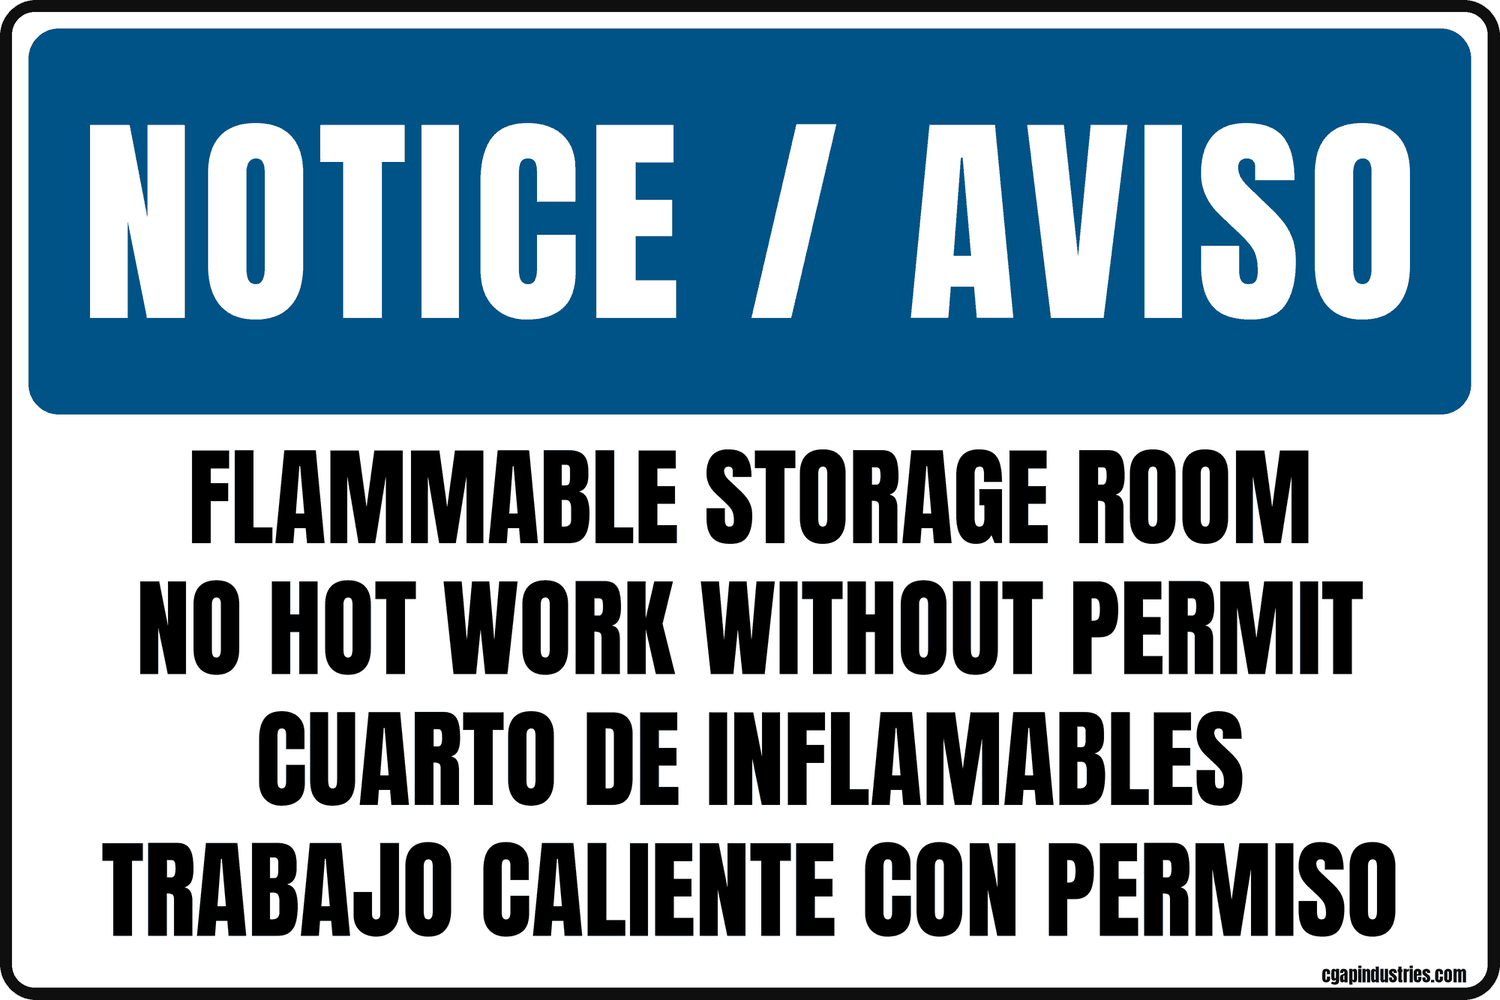 NOTICE / AVISO
FLAMMABLE STORAGE ROOM
NO HOT WORK WITHOUT PERMIT
CUARTO DE INFLAMABLES
TRABAJO CALIENTE CON PERMISO
cgapindustries.com